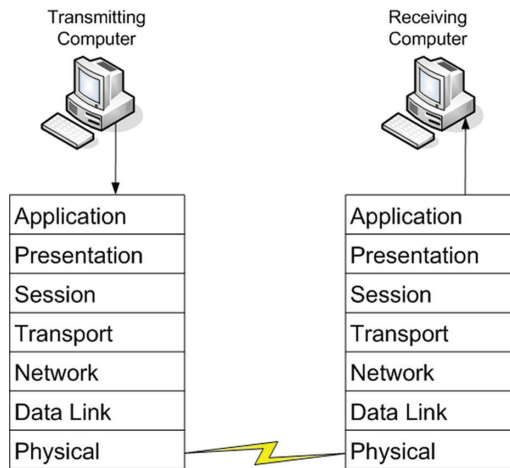 Transmitting
Computer
Receiving
Computer
Application
Presentation
Session
Transport
Network
Data Link
Physical
Application
Presentation
Session
Transport
Network
Data Link
Physical